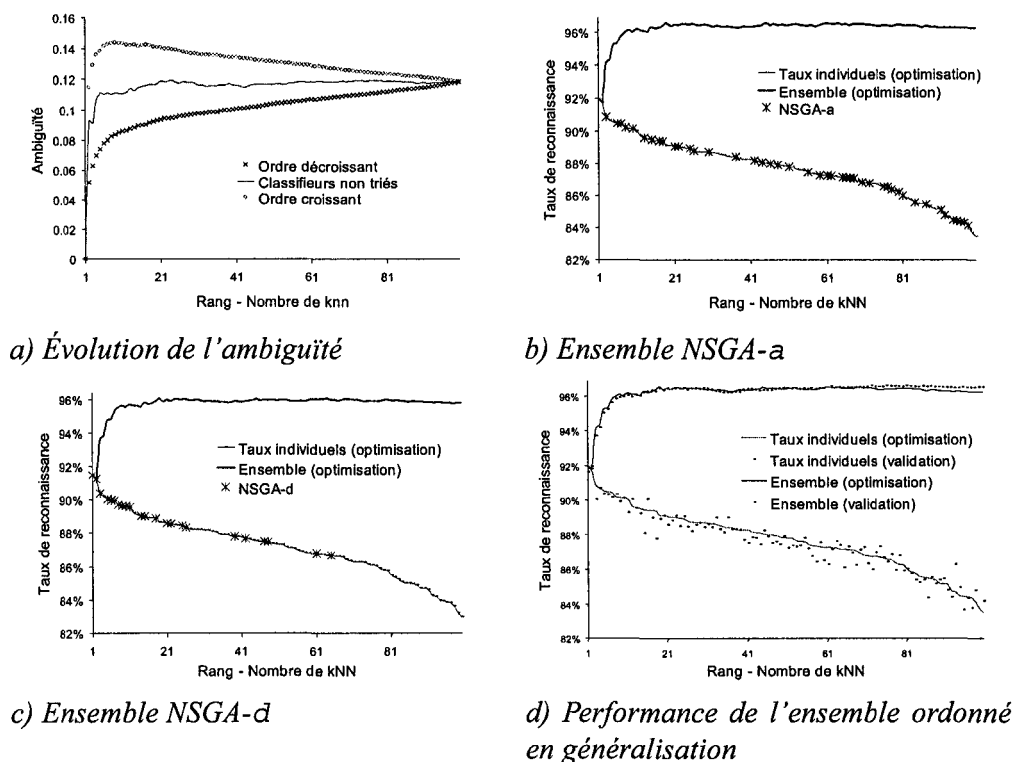 0.16
0.14
0.12
0.1
0.08
0.06
0.04
0.02
0
Ambiguïté
× Ordre décroissant
Classifieurs non triés
Ordre croissant
1 21 41 61 81
Rang - Nombre de knn
a) Évolution de l'ambiguïté
96%
94%
92%
90%
88%
86%
84%
82%
Taux de reconnaissance
Taux individuels (optimisation)
Ensemble (optimisation)
NSGA-a
1 21 41 61 81
Rang - Nombre de kNN
b) Ensemble NSGA-a
96%
94%
92%
90%
88%
86%
84%
82%
Taux de reconnaissance
Taux individuels (optimisation)
Ensemble (optimisation)
NSGA-d
1 21 41 61 81
Rang - Nombre de kNN
c) Ensemble NSGA-d
96%
94%
92%
90%
88%
86%
84%
82%
Taux de reconnaissance
Taux individuels (optimisation)
Taux individuels (validation)
Ensemble (optimisation)
Ensemble (validation)
1 21 41 61 81
Rang - Nombre de kNN
d) Performance de l'ensemble ordonné
en généralisation